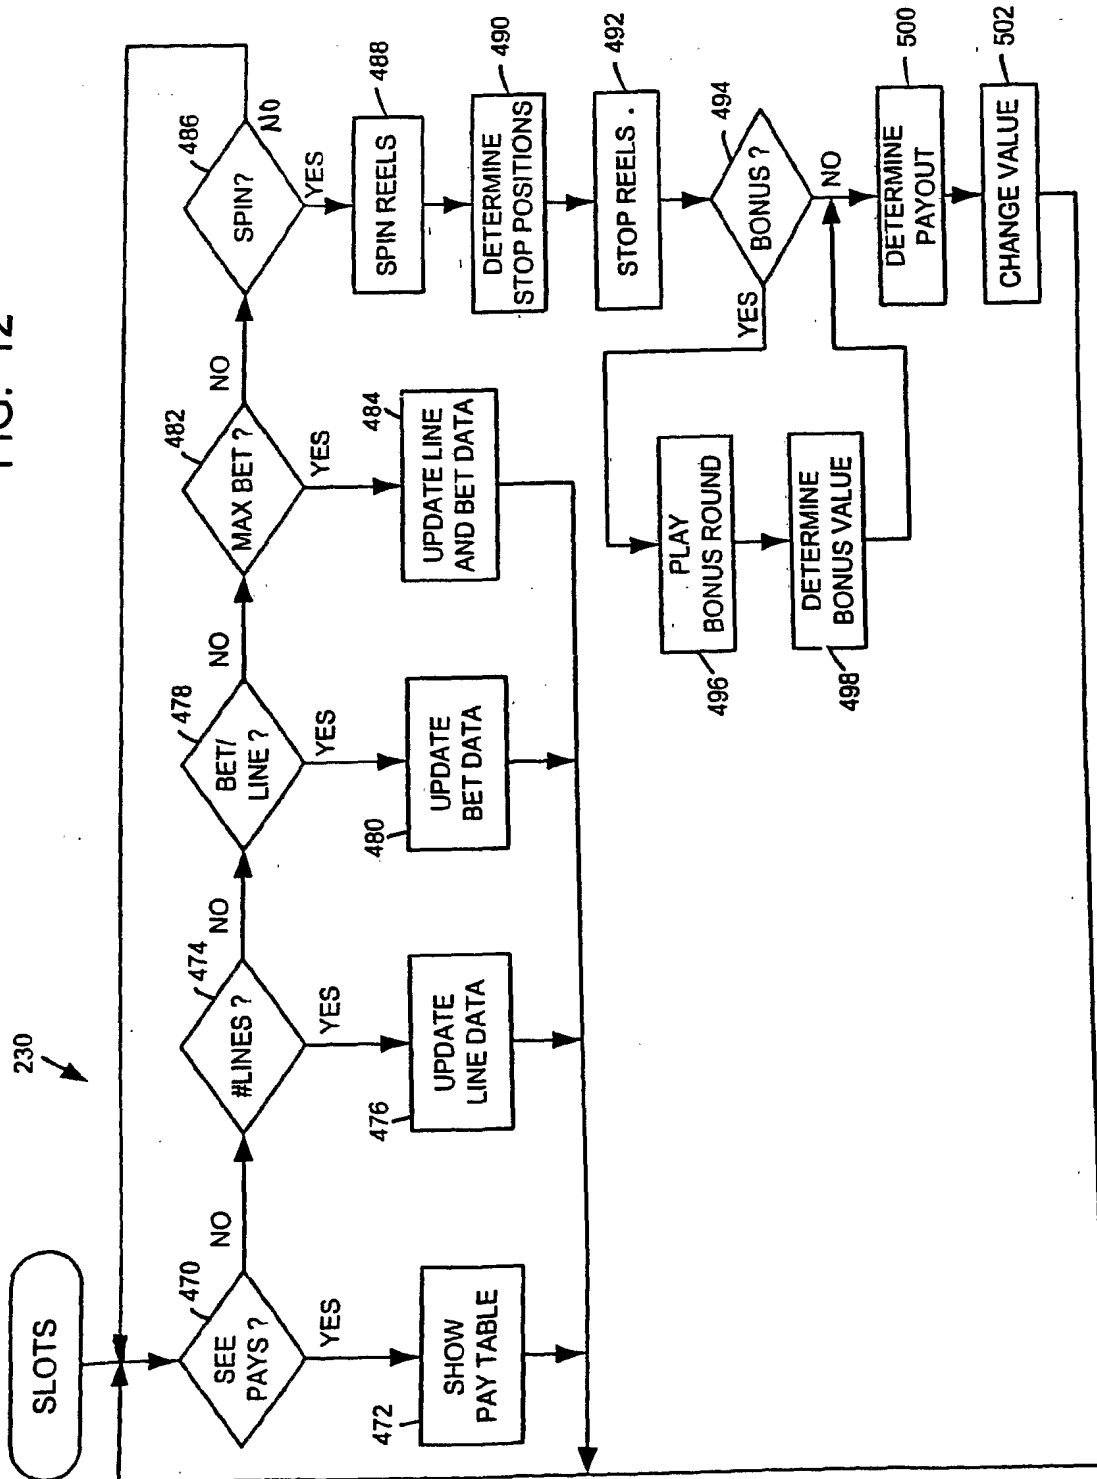 FIG. 12
230
SLOTS
470
SEE
PAYS ?
NO
YES
472
SHOW
PAY TABLE
474
#LINES ?
NO
YES
476
UPDATE
LINE DATA
478
BET/
LINE ?
NO
YES
480
UPDATE
BET DATA
482
MAX BET ?
NO
YES
484
UPDATE LINE
AND BET DATA
486
SPIN?
NO
YES
488
SPIN REELS
490
DETERMINE
STOP POSITIONS
492
STOP REELS .
494
BONUS ?
YES
NO
496
PLAY
BONUS ROUND
498
DETERMINE
BONUS VALUE
500
DETERMINE
PAYOUT
502
CHANGE VALUE